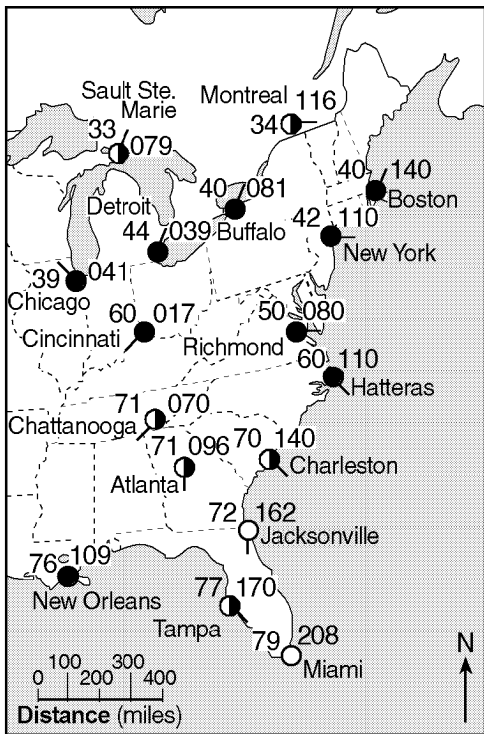 Sault Ste.
Marie
33
079
Montreal
116
34
40
140
Boston
40
081
Buffalo
Detroit
44
039
42
110
New York
39
041
Chicago
60
017
Cincinnati
50
080
Richmond
60
110
Hatteras
71
070
Chattanooga
71
096
Atlanta
70
140
Charleston
72
162
Jacksonville
76
109
New Orleans
77
170
Tampa
79
208
Miami
N
100 300
0 200 400
Distance (miles)